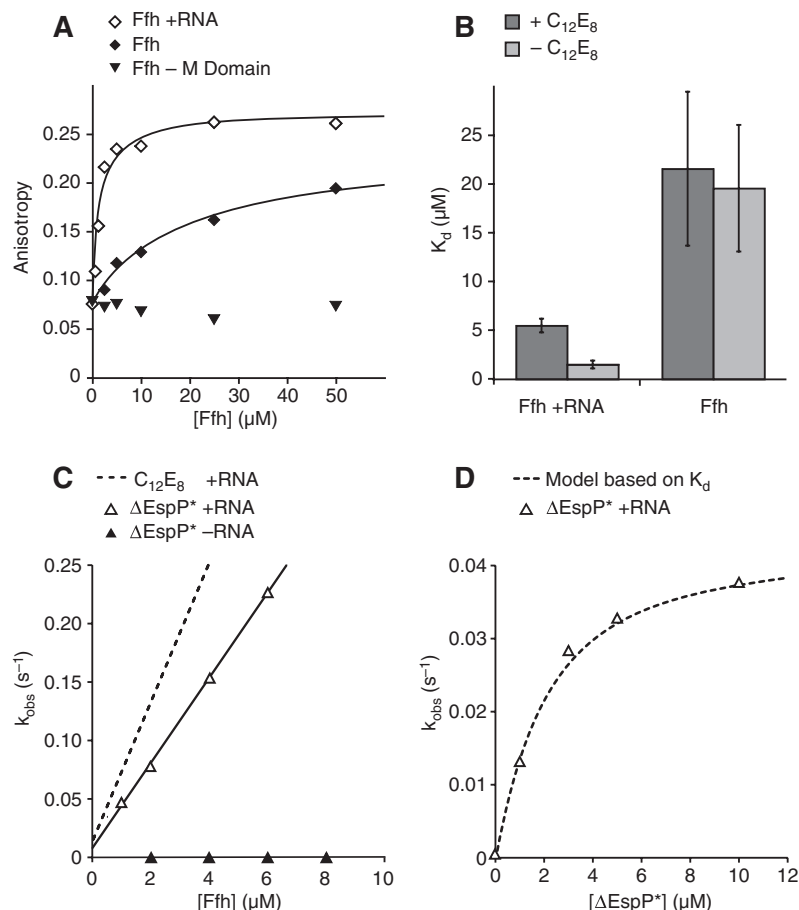 A
Ffh +RNA
Ffh
Ffh – M Domain
Anisotropy
0.25
0.20
0.15
0.10
0.05
0
0 10 20 30 40 50
[Ffh] (µM)
B
+ C12E8
– C12E8
Kd (µM)
25
20
15
10
5
0
Ffh +RNA Ffh
C
C12E8 +RNA
ΔEspP* +RNA
ΔEspP* –RNA
kobs (s–1)
0.25
0.20
0.15
0.10
0.05
0
0 2 4 6 8 10
[Ffh] (µM)
D
Model based on Kd
ΔEspP* +RNA
kobs (s–1)
0.04
0.03
0.02
0.01
0
0 2 4 6 8 10 12
[ΔEspP*] (µM)